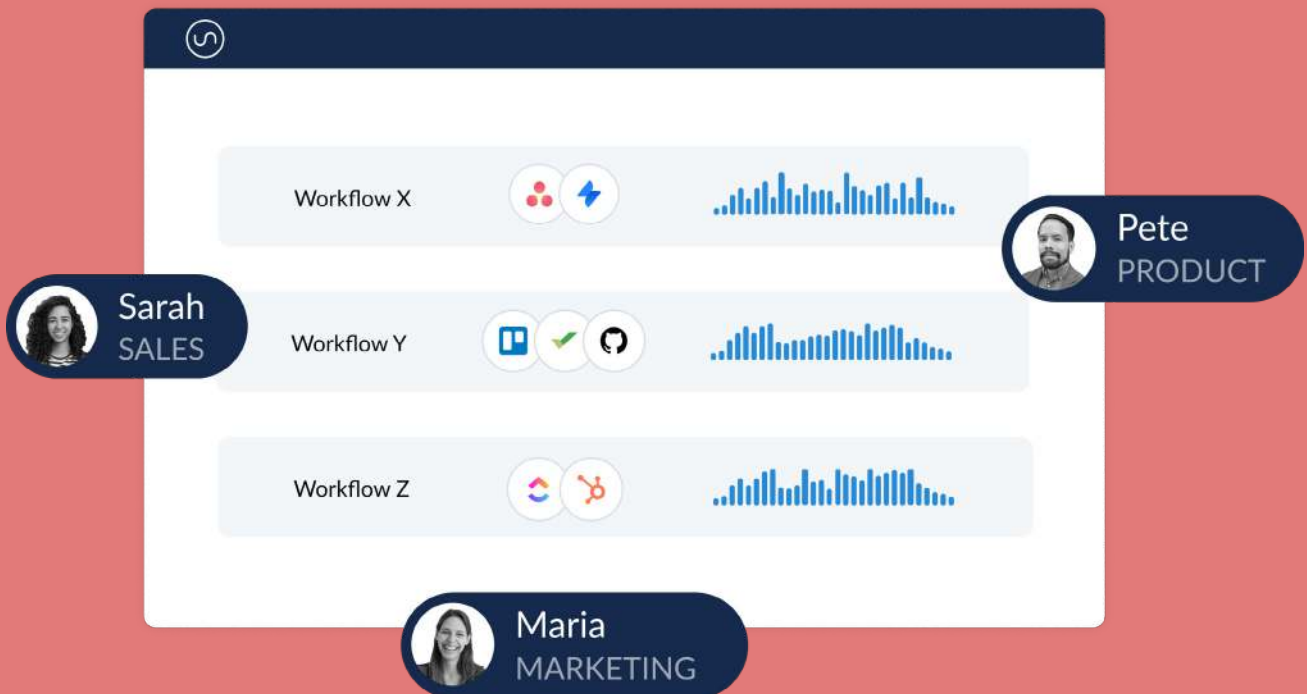 Workflow X
Pete
PRODUCT
Sarah
SALES
Workflow Y
Workflow Z
Maria
MARKETING